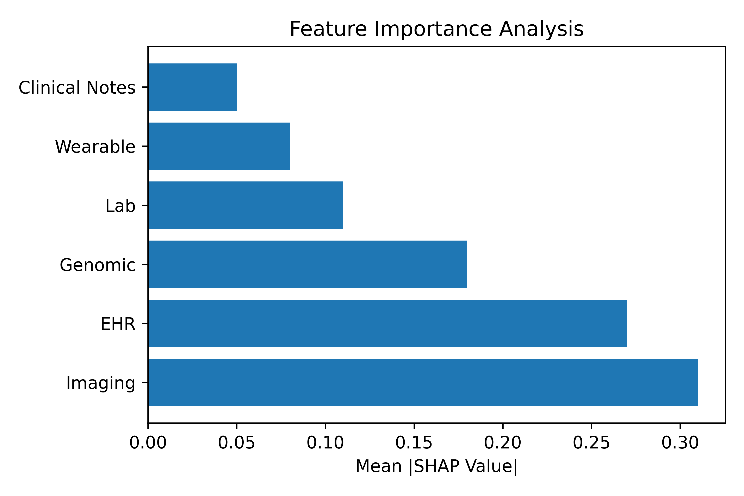 Feature Importance Analysis
Clinical Notes
Wearable
Lab
Genomic
EHR
Imaging
0.00 0.05 0.10 0.15 0.20 0.25 0.30
Mean |SHAP Value|